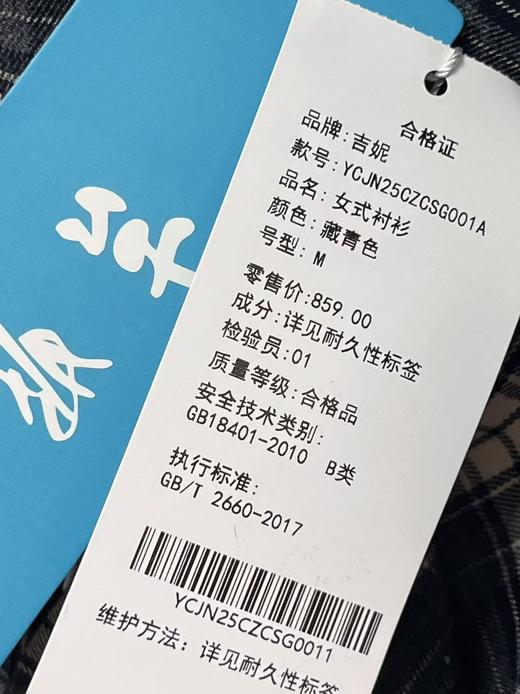 合格证
品牌:吉妮
款号:YCJN25CZCSG001A
品名:女式衬衫
颜色:藏青色
号型:M
零售价:859.00
成分:详见耐久性标签
检验员:01
质量等级:合格品
安全技术类别:
GB18401-2010 B类
执行标准:
GB/T 2660-2017
YCJN25CZCSG0011
维护方法:详见耐久性标签